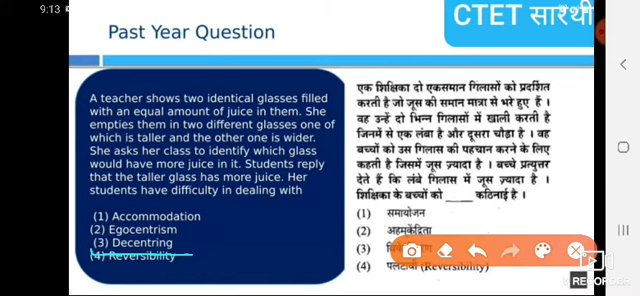 9:13
Past Year Question
CTET सारथी
A teacher shows two identical glasses filled
with an equal amount of juice in them. She
empties them in two different glasses one of
which is taller and the other one is wider.
She asks her class to identify which glass
would have more juice in it. Students reply
that the taller glass has more juice. Her
students have difficulty in dealing with
(1) Accommodation
(2) Egocentrism
(3) Decentring
(4) Reversibility
एक शिक्षिका दो एकसमान गिलासों को प्रदर्शित
करती है जो जूस की समान मात्रा से भरे हुए हैं ।
वह उन्हें दो भिन्न गिलासों में खाली करती है
जिनमें से एक लंबा है और दूसरा चौड़ा है । वह
बच्चों को उस गिलास की पहचान करने के लिए
कहती है जिसमें जूस ज़्यादा है । बच्चे प्रत्युत्तर
देते हैं कि लंबे गिलास में जूस ज़्यादा है ।
शिक्षिका के बच्चों को ____ कठिनाई है ।
(1) समायोजन
(2) अहमकेंद्रिता
(3)
(4) पलटावी (Reversibility)
RECORDER